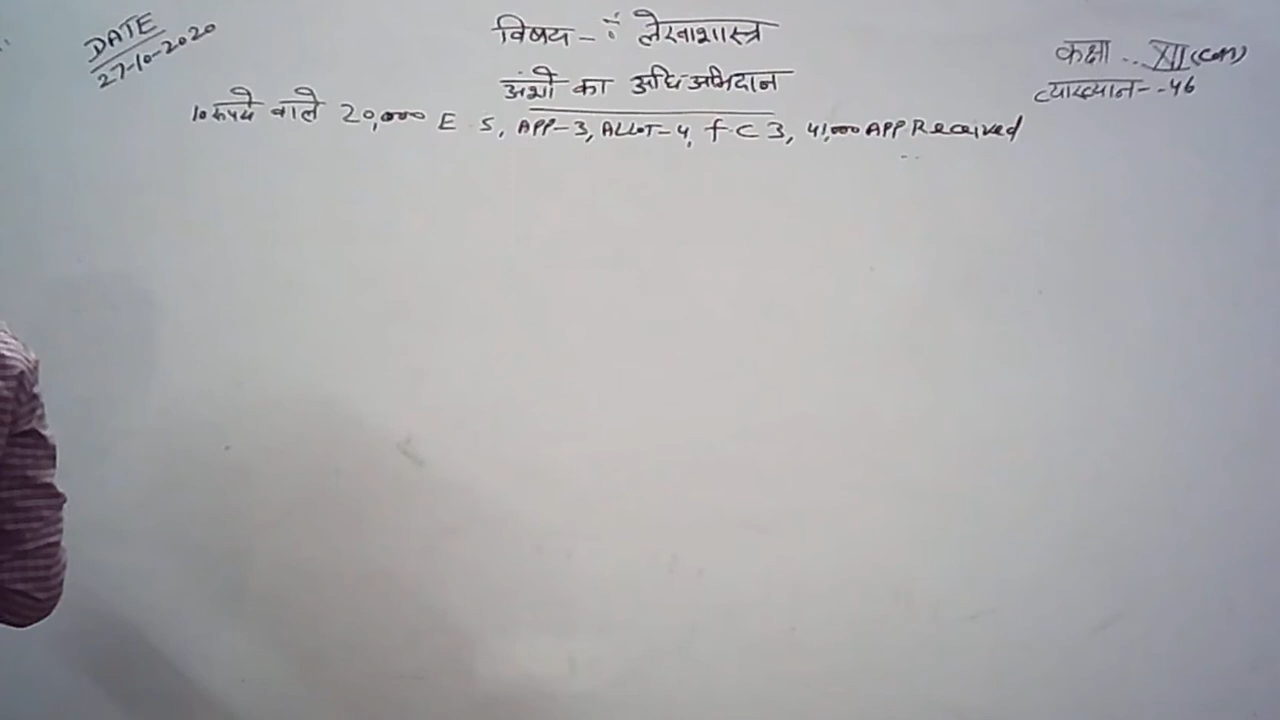 DATE
27-10-2020
विषय - : लेखाशास्त्र
कक्षा .. XII (com)
अंशों का अधिअभिदान
व्याख्यान - - 46
10 रुपये वाले 20,000 E S, APP-3, ALLOT-4, f.C 3, 41,000 APP Received